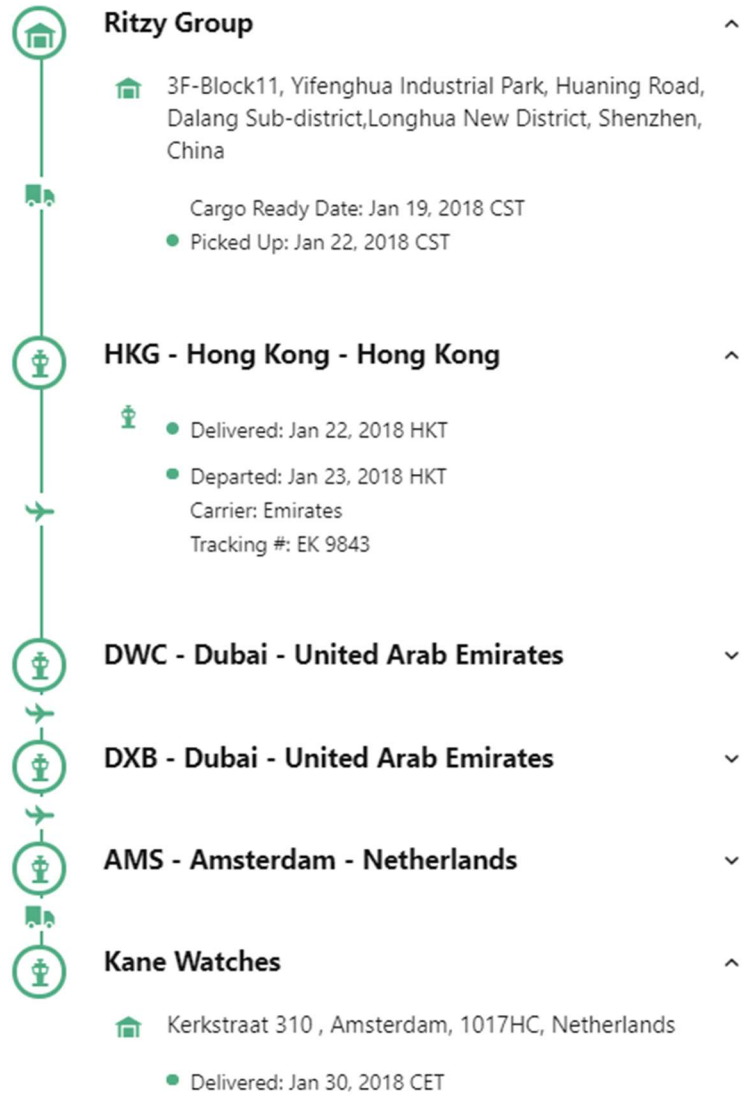 Ritzy Group
3F-Block11, Yifenghua Industrial Park, Huaning Road,
Dalang Sub-district,Longhua New District, Shenzhen,
China
Cargo Ready Date: Jan 19, 2018 CST
Picked Up: Jan 22, 2018 CST
HKG - Hong Kong - Hong Kong
Delivered: Jan 22, 2018 HKT
Departed: Jan 23, 2018 HKT
Carrier: Emirates
Tracking #: EK 9843
DWC - Dubai - United Arab Emirates
DXB - Dubai - United Arab Emirates
AMS - Amsterdam - Netherlands
Kane Watches
Kerkstraat 310 , Amsterdam, 1017HC, Netherlands
Delivered: Jan 30, 2018 CET